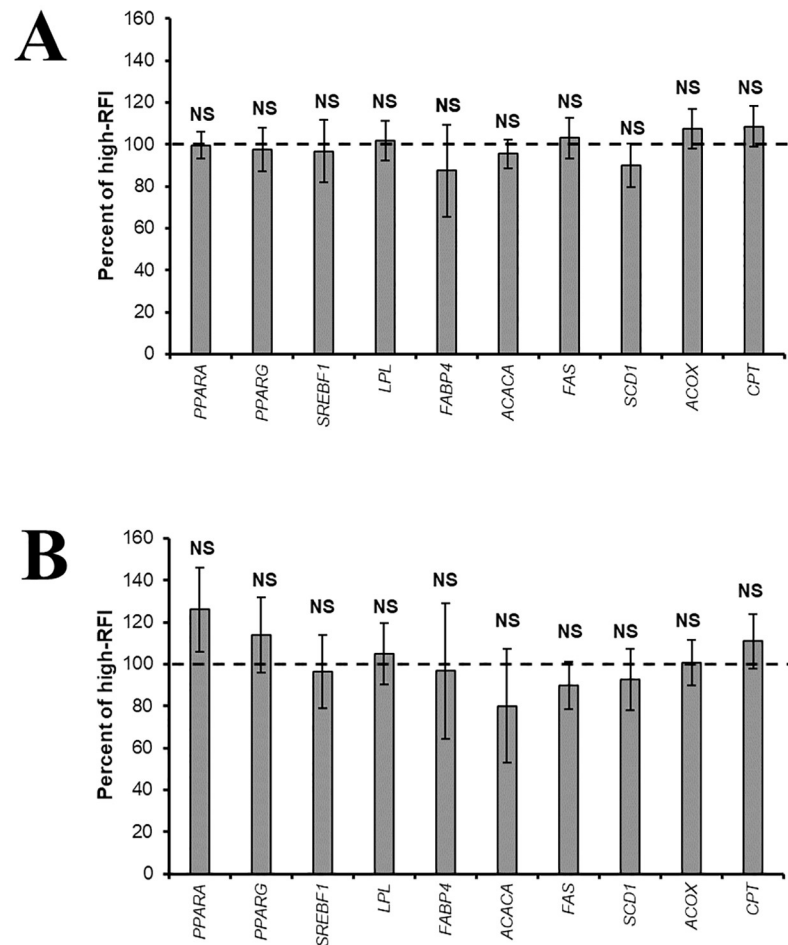 A
Percent of high-RFI
160
140
120
100
80
60
40
20
0
NS NS NS NS NS NS NS NS NS NS
PPARA PPARG SREBF1 LPL FABP4 ACACA FAS SCD1 ACOX CPT
B
Percent of high-RFI
160
140
120
100
80
60
40
20
0
NS NS NS NS NS NS NS NS NS NS
PPARA PPARG SREBF1 LPL FABP4 ACACA FAS SCD1 ACOX CPT